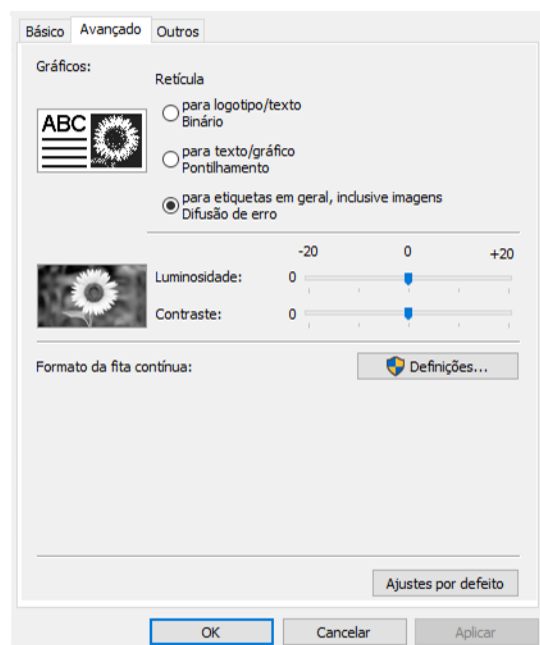 Básico Avançado Outros
Gráficos:
Retícula
ABC
para logotipo/texto
Binário
para texto/gráfico
Pontilhamento
para etiquetas em geral, inclusive imagens
Difusão de erro
-20 0 +20
Luminosidade: 0
Contraste: 0
Formato da fita contínua: Definições...
Ajustes por defeito
OK Cancelar Aplicar